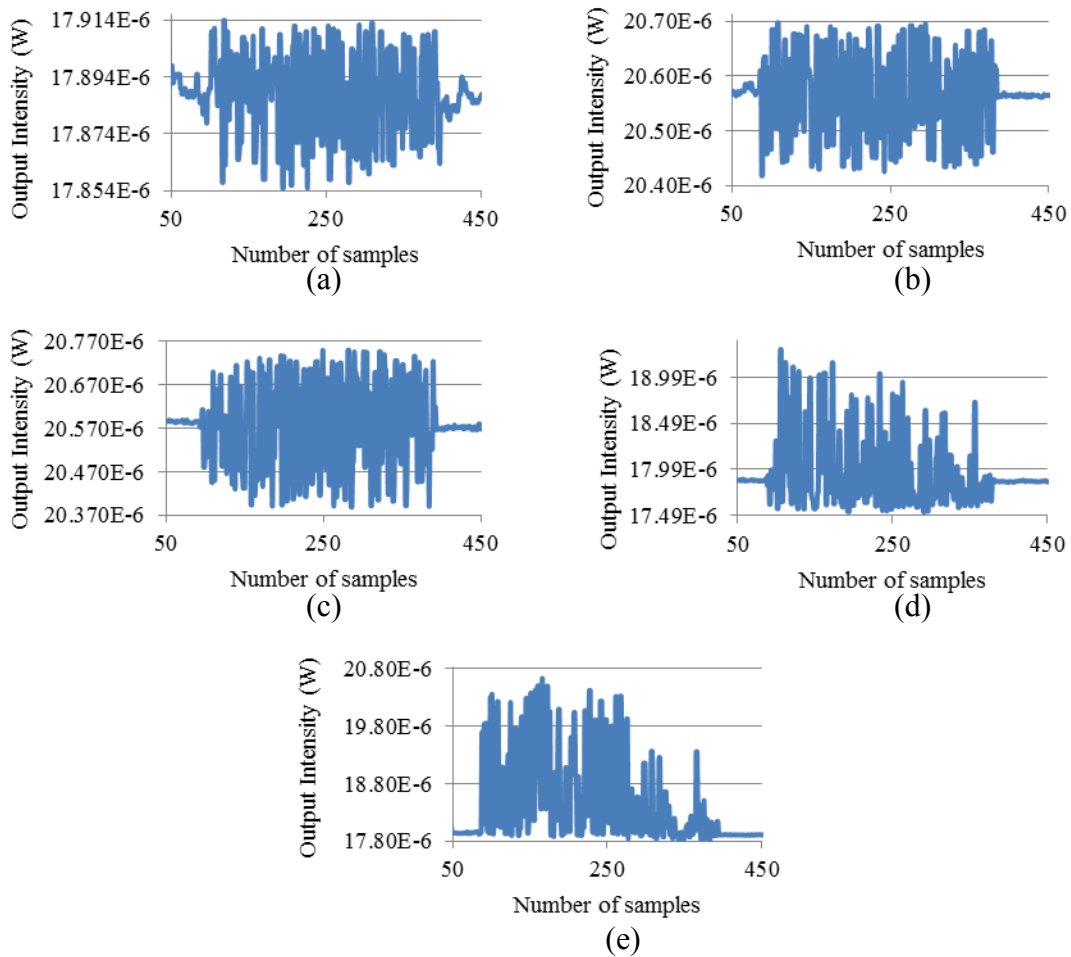 Output Intensity (W)
17.914E-6
17.894E-6
17.874E-6
17.854E-6
50 250 450
Number of samples
(a)
Output Intensity (W)
20.70E-6
20.60E-6
20.50E-6
20.40E-6
50 250 450
Number of samples
(b)
Output Intensity (W)
20.770E-6
20.670E-6
20.570E-6
20.470E-6
20.370E-6
50 250 450
Number of samples
(c)
Output Intensity (W)
18.99E-6
18.49E-6
17.99E-6
17.49E-6
50 250 450
Number of samples
(d)
Output Intensity (W)
20.80E-6
19.80E-6
18.80E-6
17.80E-6
50 250 450
Number of samples
(e)